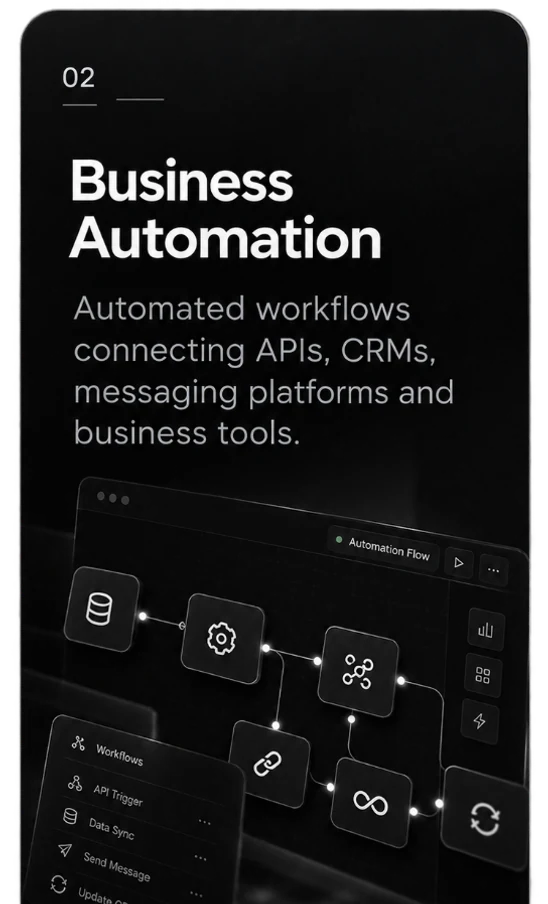 02
Business
Automation
Automated workflows
connecting APIs, CRMs,
messaging platforms and
business tools.
Automation Flow
Workflows
API Trigger
Data Sync
Send Message
Update